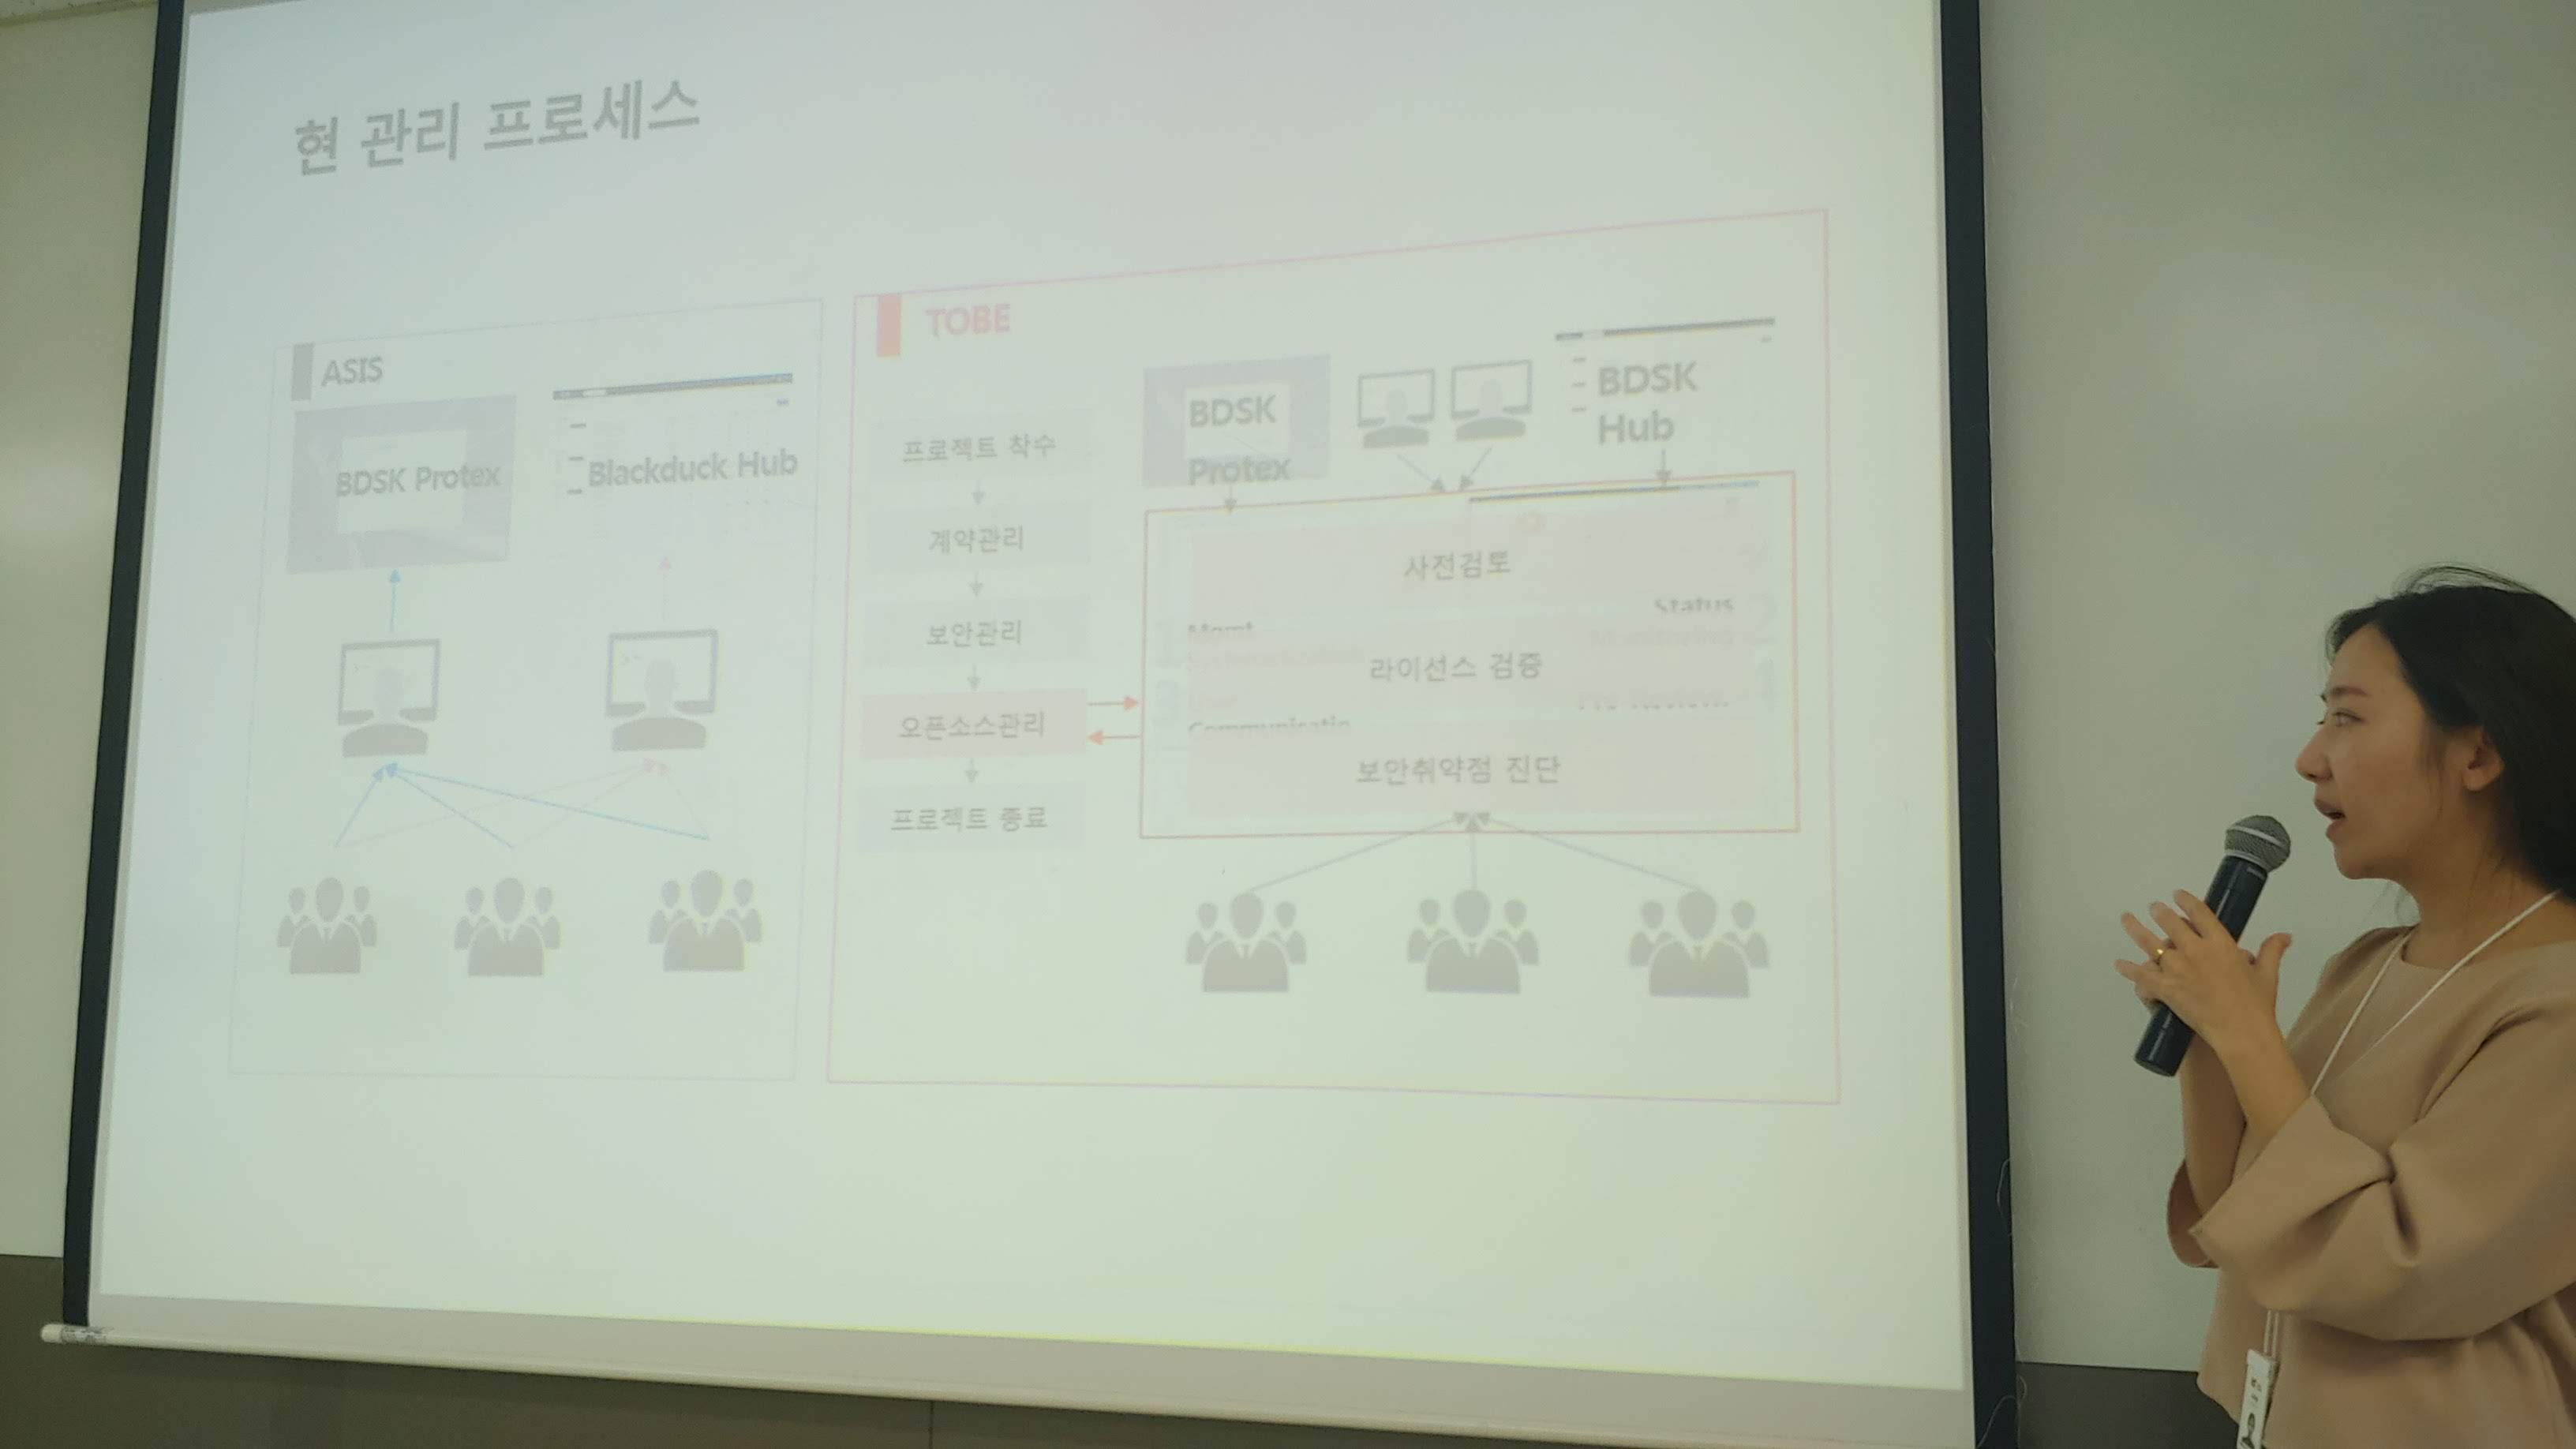 현 관리 프로세스
ASIS
BDSK Protex
Blackduck Hub
TOBE
프로젝트 착수
계약관리
보안관리
오픈소스관리
프로젝트 종료
BDSK
Protex
BDSK
Hub
사전검토
Status
라이선스 검증
3
보안취약점 진단